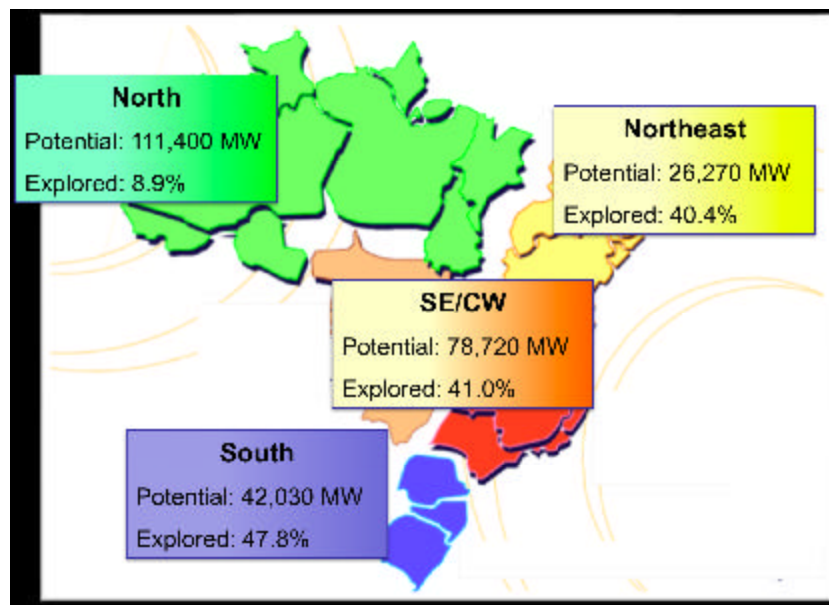 North
Potential: 111,400 MW
Explored: 8.9%
Northeast
Potential: 26,270 MW
Explored: 40.4%
SE/CW
Potential: 78,720 MW
Explored: 41.0%
South
Potential: 42,030 MW
Explored: 47.8%